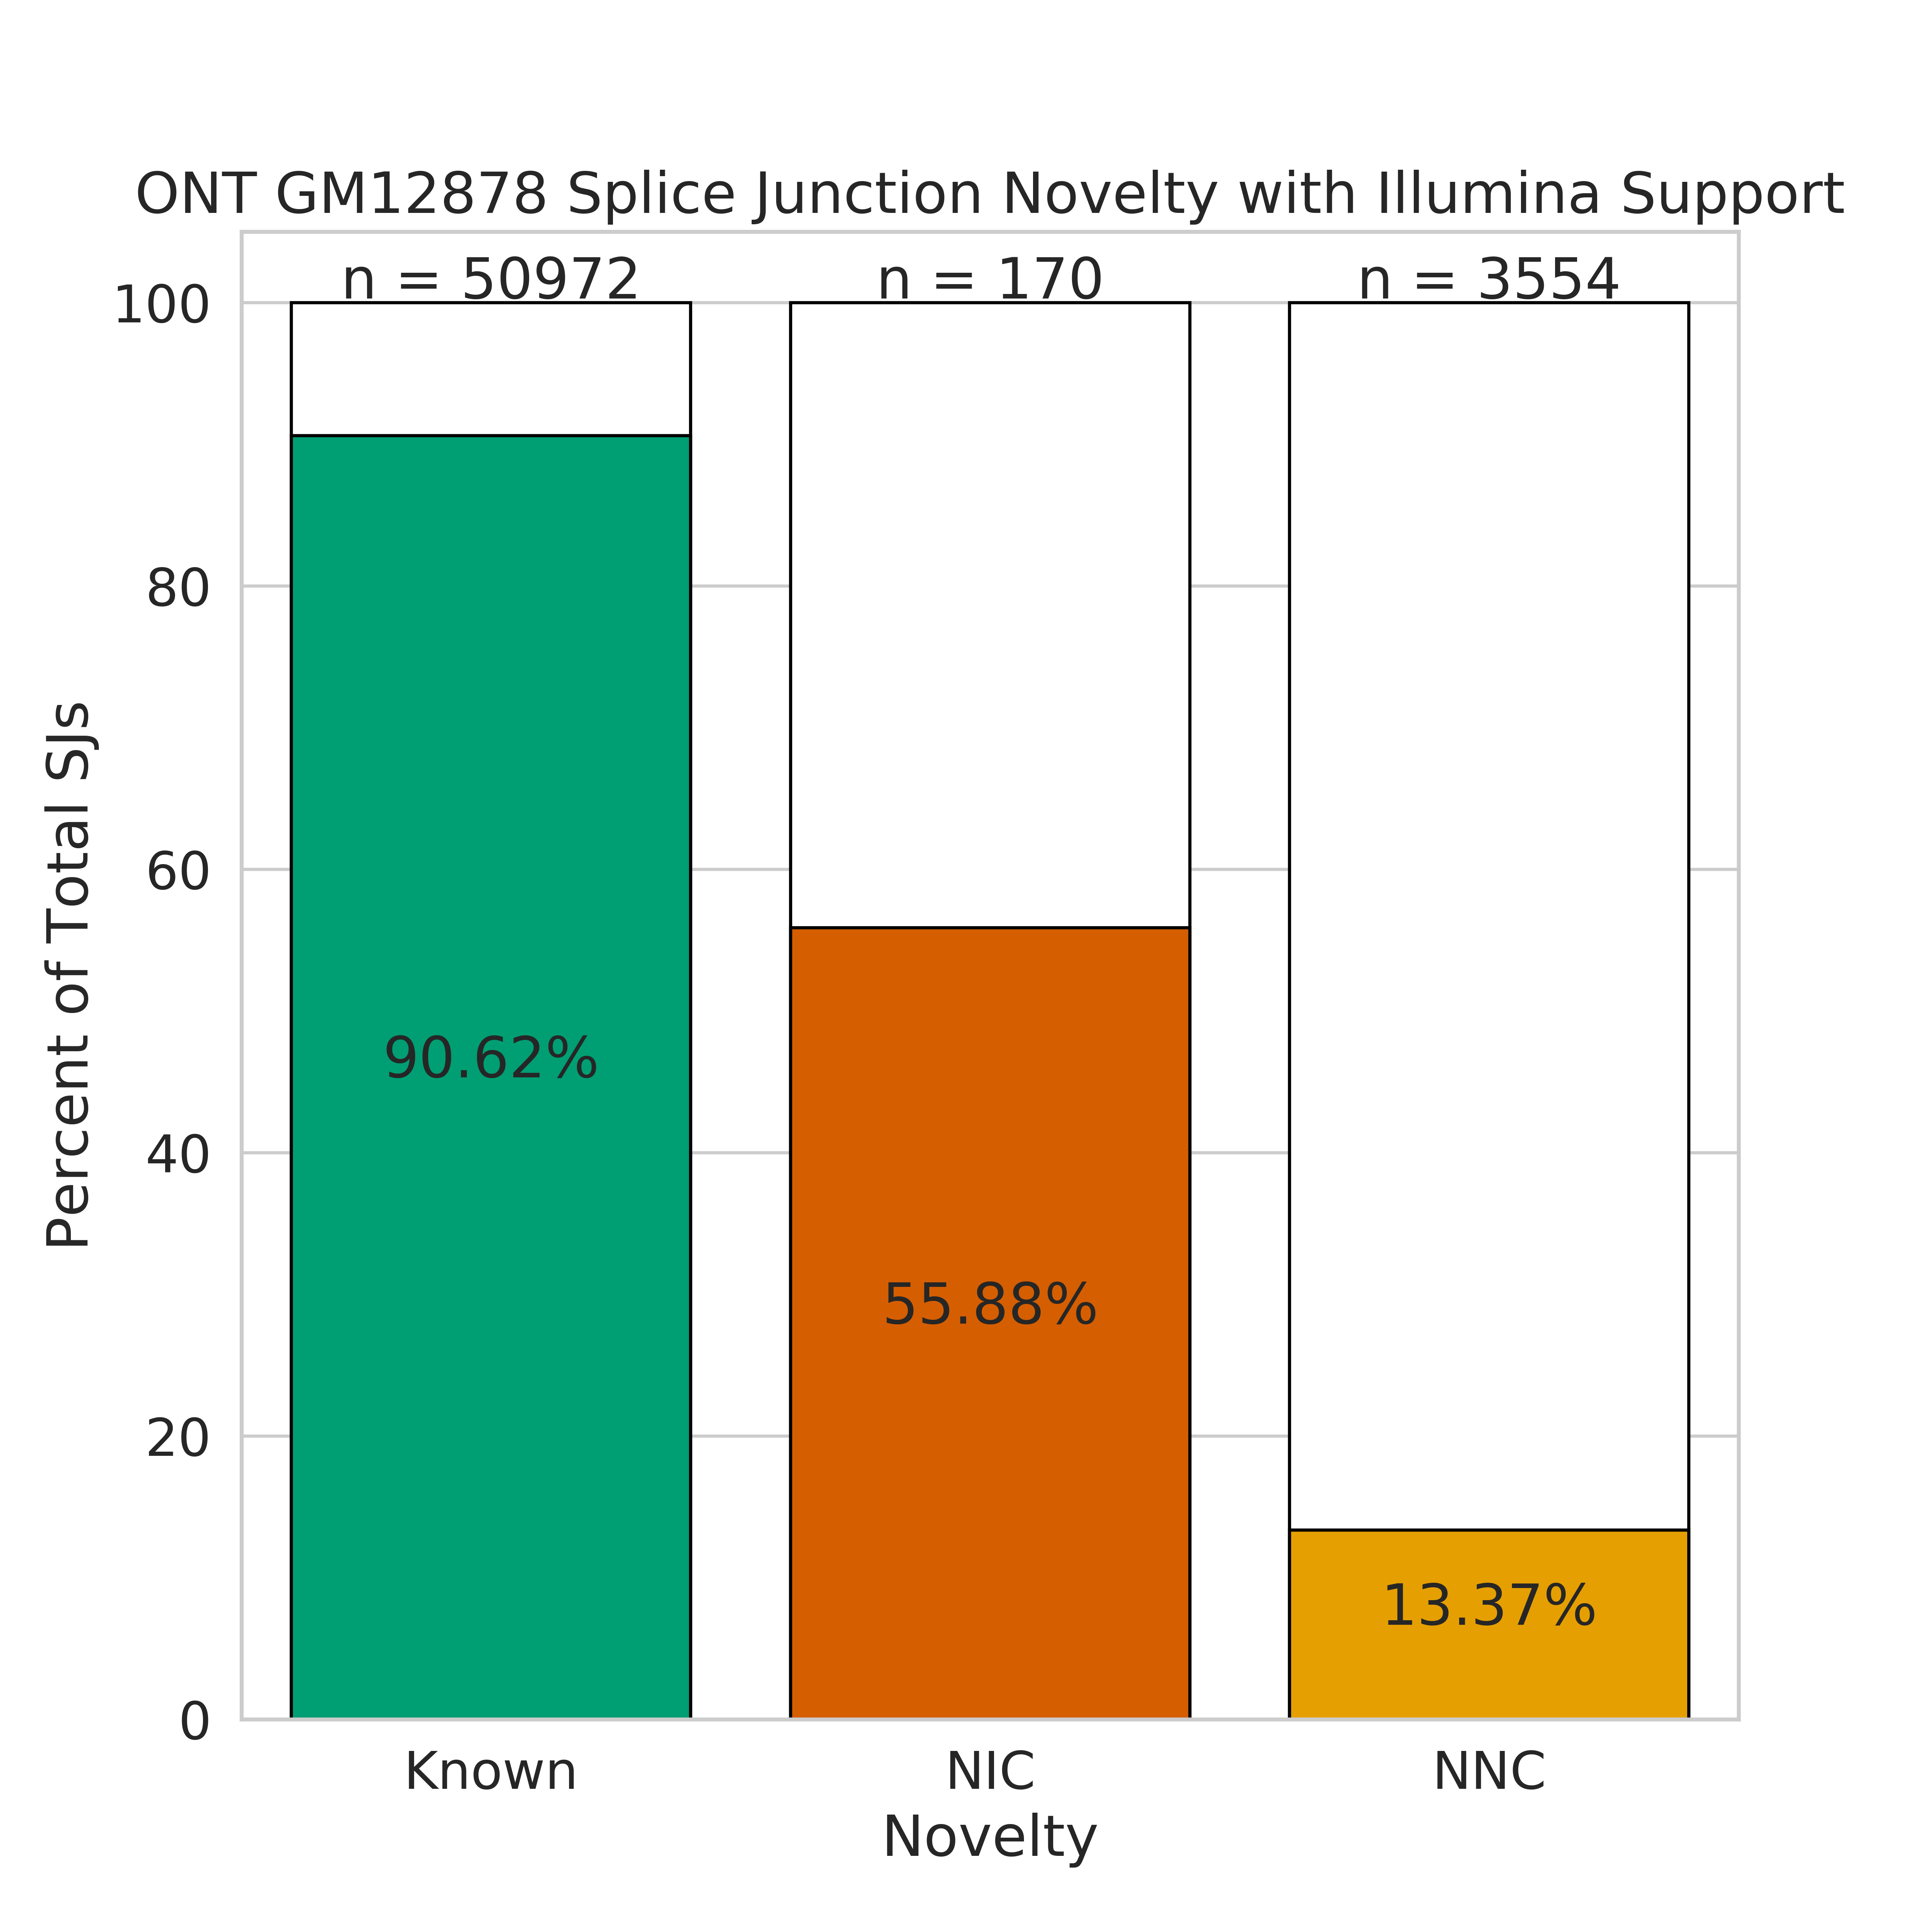 ONT GM12878 Splice Junction Novelty with Illumina Support
n = 50972
n = 170
n = 3554
100
80
60
40
20
0
Percent of Total SJs
90.62%
55.88%
13.37%
Known
NIC
NNC
Novelty